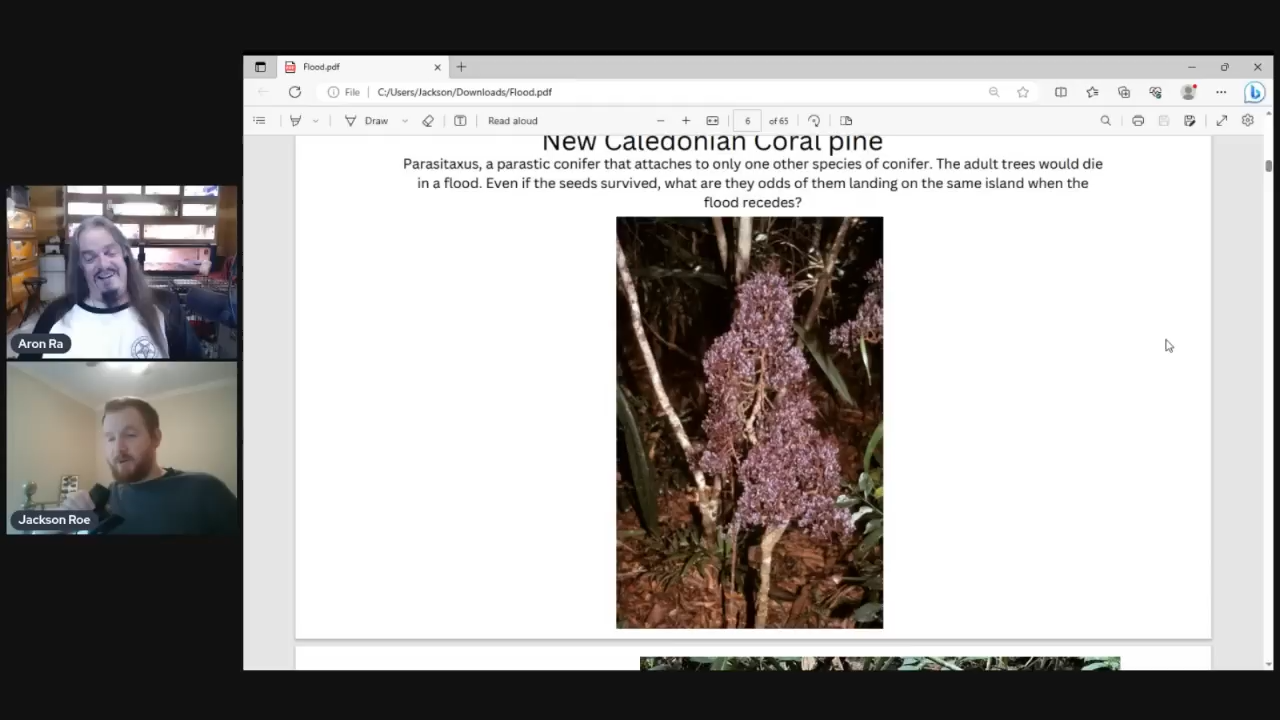 Flood.pdf
File
C:/Users/Jackson/Downloads/Flood.pdf
Draw
Read aloud
6
of 65
New Caledonian Coral pine
Parasitaxus, a parastic conifer that attaches to only one other species of conifer. The adult trees would die
in a flood. Even if the seeds survived, what are they odds of them landing on the same island when the
flood recedes?
Aron Ra
Jackson Roe